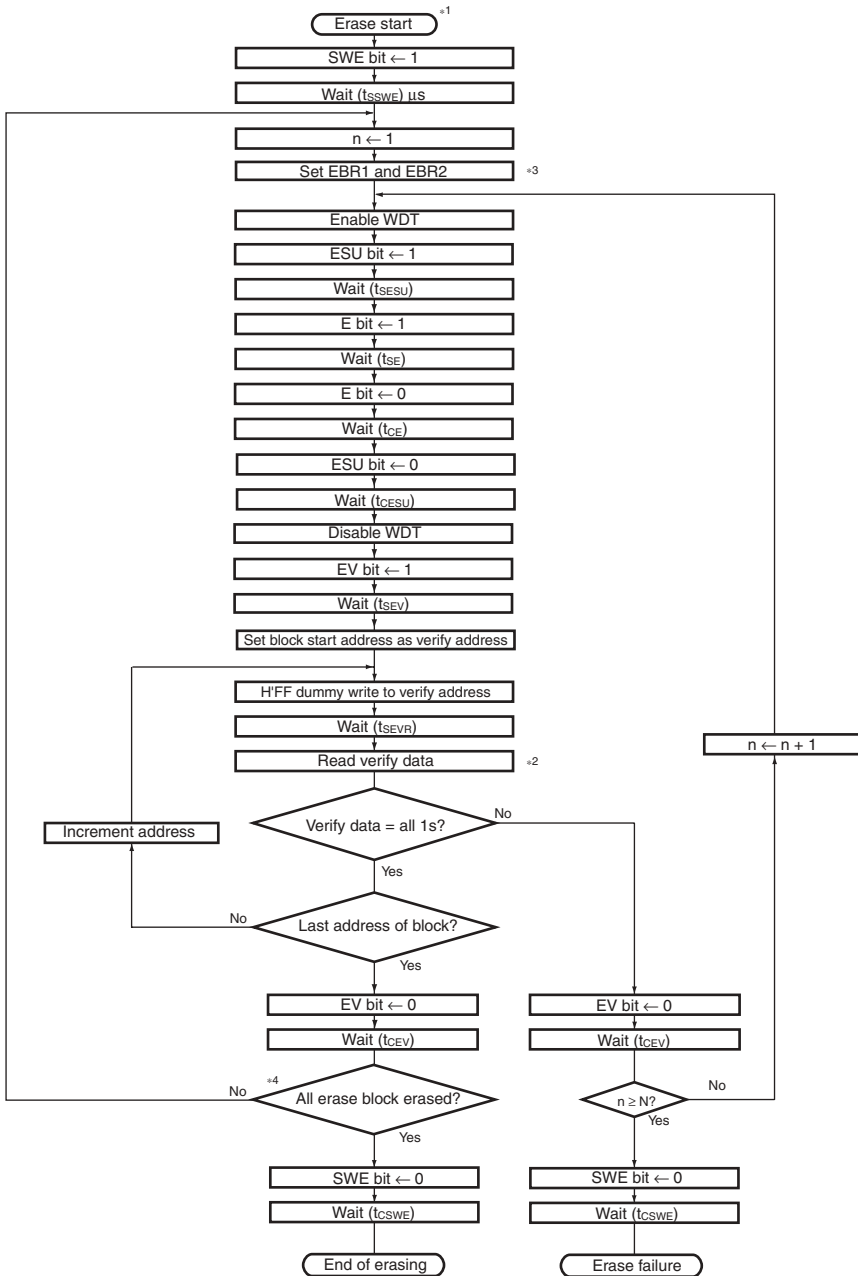 Erase start *1
SWE bit ← 1
Wait (tSSWE) μs
n ← 1
Set EBR1 and EBR2 *3
Enable WDT
ESU bit ← 1
Wait (tSESU)
E bit ← 1
Wait (tSE)
E bit ← 0
Wait (tCE)
ESU bit ← 0
Wait (tCESU)
Disable WDT
EV bit ← 1
Wait (tSEV)
Set block start address as verify address
H'FF dummy write to verify address
Wait (tSEVR)
n ← n + 1
Read verify data *2
Verify data = all 1s?
No
Increment address
Yes
Last address of block?
No
Yes
EV bit ← 0
EV bit ← 0
Wait (tCEV)
Wait (tCEV)
*4
No
All erase block erased?
n ≥ N?
No
Yes
Yes
SWE bit ← 0
SWE bit ← 0
Wait (tCSWE)
Wait (tCSWE)
End of erasing
Erase failure